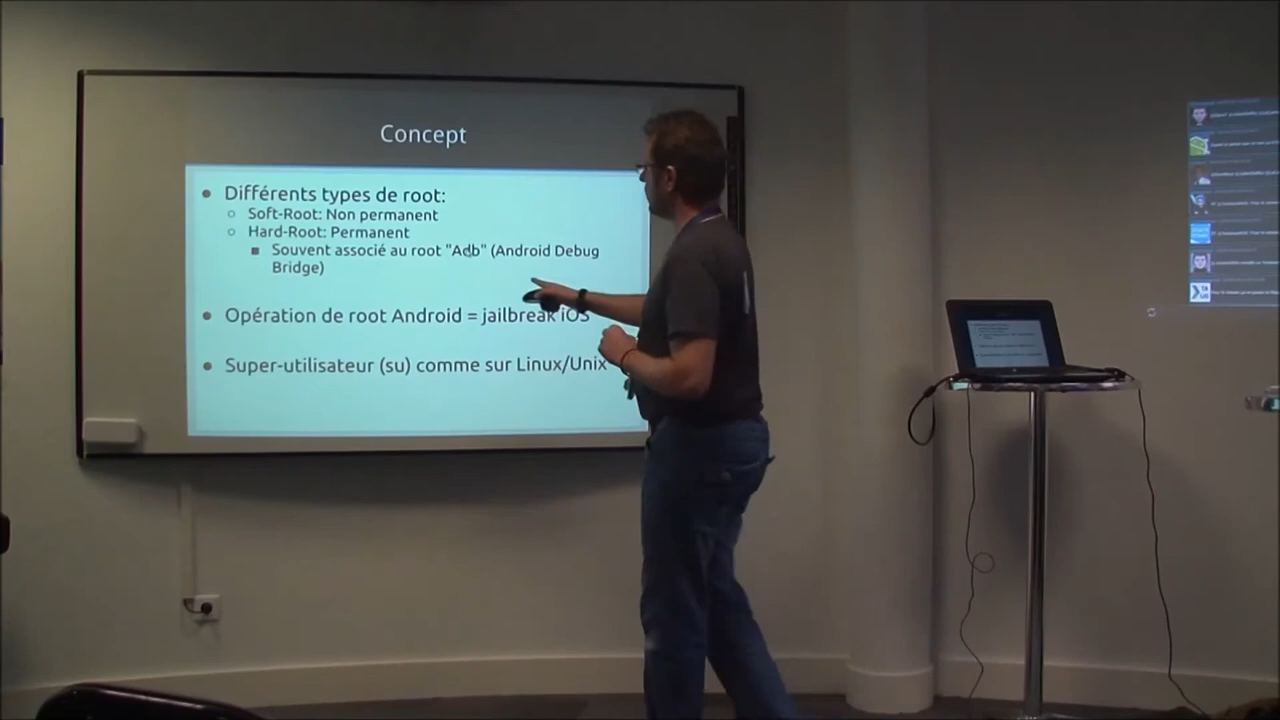 Concept
Différents types de root:
Soft-Root: Non permanent
Hard-Root: Permanent
Souvent associé au root "Adb" (Android Debug
Bridge)
Opération de root Android = jailbreak iOS
Super-utilisateur (su) comme sur Linux/Unix